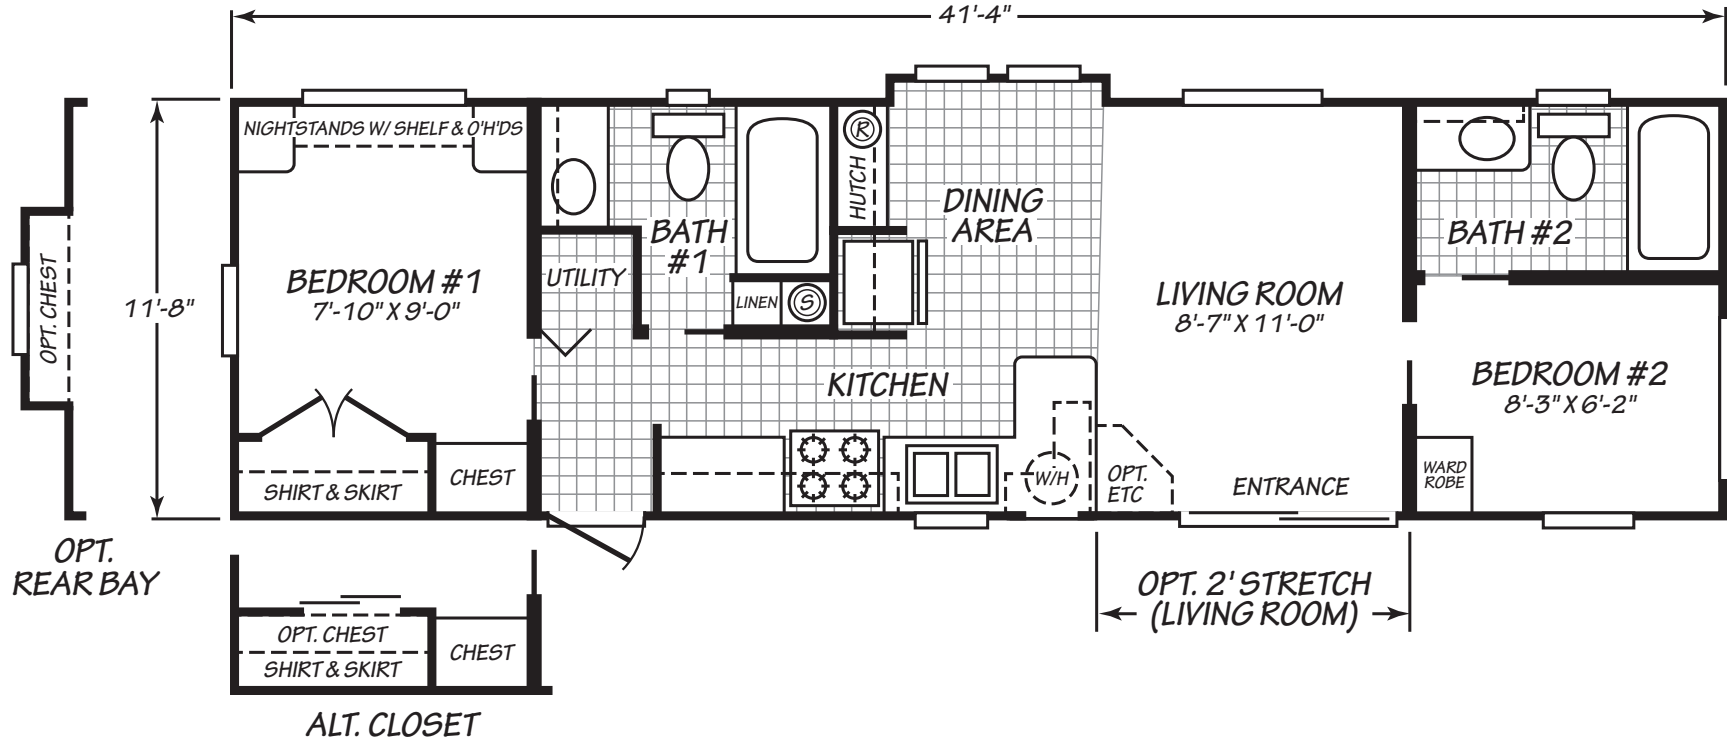 41'-4"
NIGHTSTANDS W/ SHELF & O'H'DS
OPT. CHEST
11'-8"
BEDROOM #1
7'-10" X 9'-0"
UTILITY
BATH
#1
LINEN
S
R
HUTCH
DINING
AREA
KITCHEN
LIVING ROOM
8'-7" X 11'-0"
BATH #2
BEDROOM #2
8'-3" X 6'-2"
WARD
ROBE
SHIRT & SKIRT
CHEST
W/H
OPT.
ETC
ENTRANCE
OPT.
REAR BAY
OPT. 2' STRETCH
(LIVING ROOM)
OPT. CHEST
SHIRT & SKIRT
CHEST
ALT. CLOSET